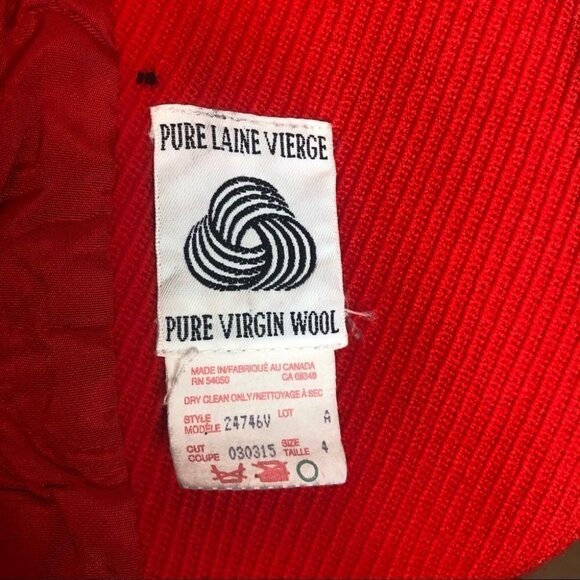 PURE LAINE VIERGE
PURE VIRGIN WOOL
MADE IN/FABRIQUÉ AU CANADA
RN 54050 CA 09349
DRY CLEAN ONLY/NETTOYAGE À SEC
STYLE MODÈLE 24746V LOT A
CUT COUPE 030315 SIZE TAILLE 4